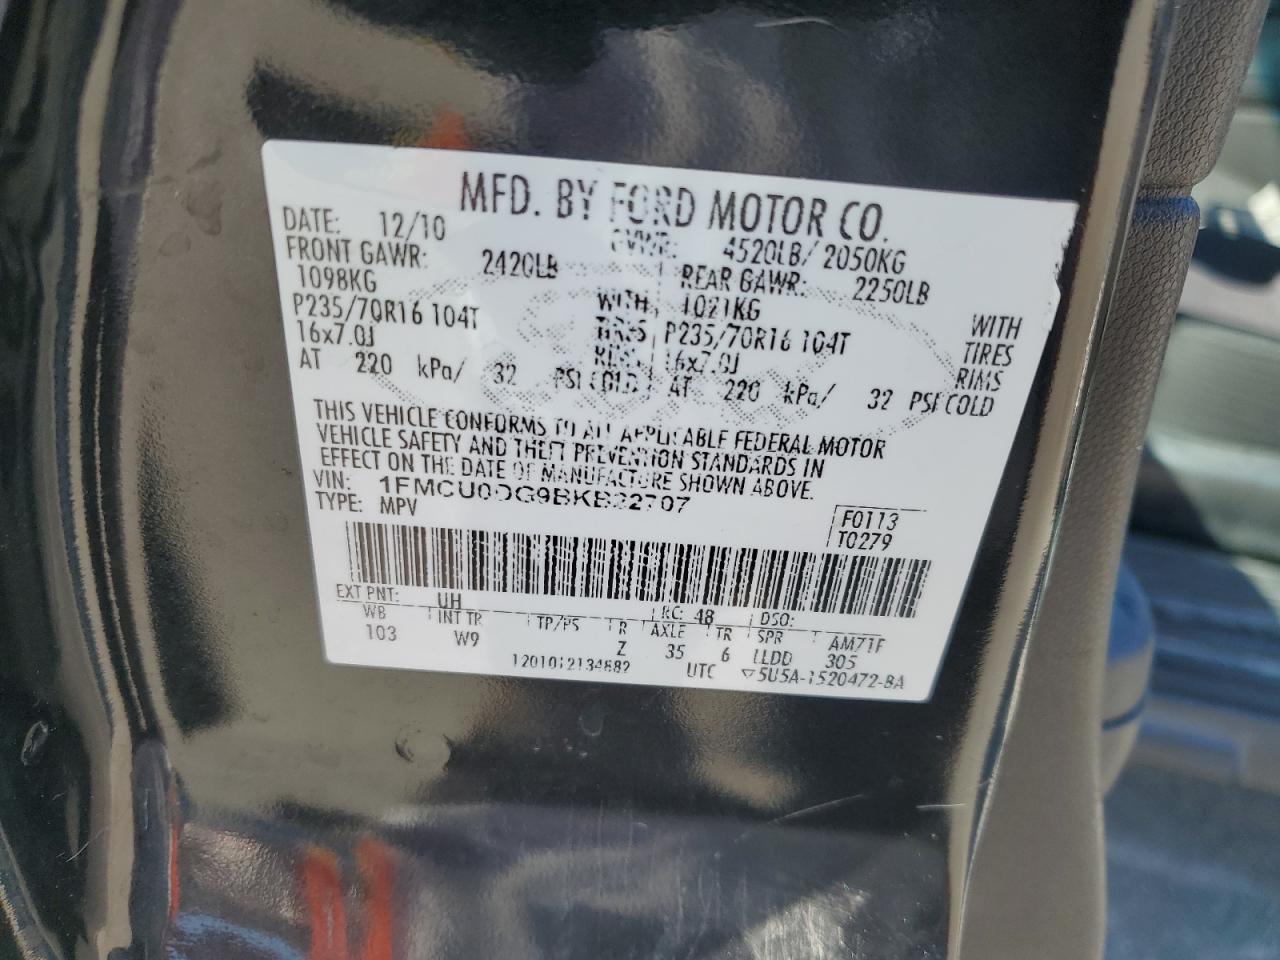 MFD. BY FORD MOTOR CO.
DATE: 12/10 GVWR: 4520LB/ 2050KG
FRONT GAWR: 2420LB REAR GAWR: 2250LB
1098KG WITH 1021KG WITH
P235/70R16 104T TIRES P235/70R16 104T TIRES
16x7.0J RIMS 16x7.0J RIMS
AT 220 kPa/ 32 PSI COLD AT 220 kPa/ 32 PSI COLD
THIS VEHICLE CONFORMS TO ALL APPLICABLE FEDERAL MOTOR
VEHICLE SAFETY AND THEFT PREVENTION STANDARDS IN
EFFECT ON THE DATE OF MANUFACTURE SHOWN ABOVE.
VIN: 1FMCU0DG9BKB22707
TYPE: MPV
F0113
T0279
EXT PNT: UH RC: 48 DSO:
WB INT TR TP/PS R AXLE TR SPR AM71F
103 W9 Z 35 6 LLDD 305
UTC ▽5U5A-1520472-BA